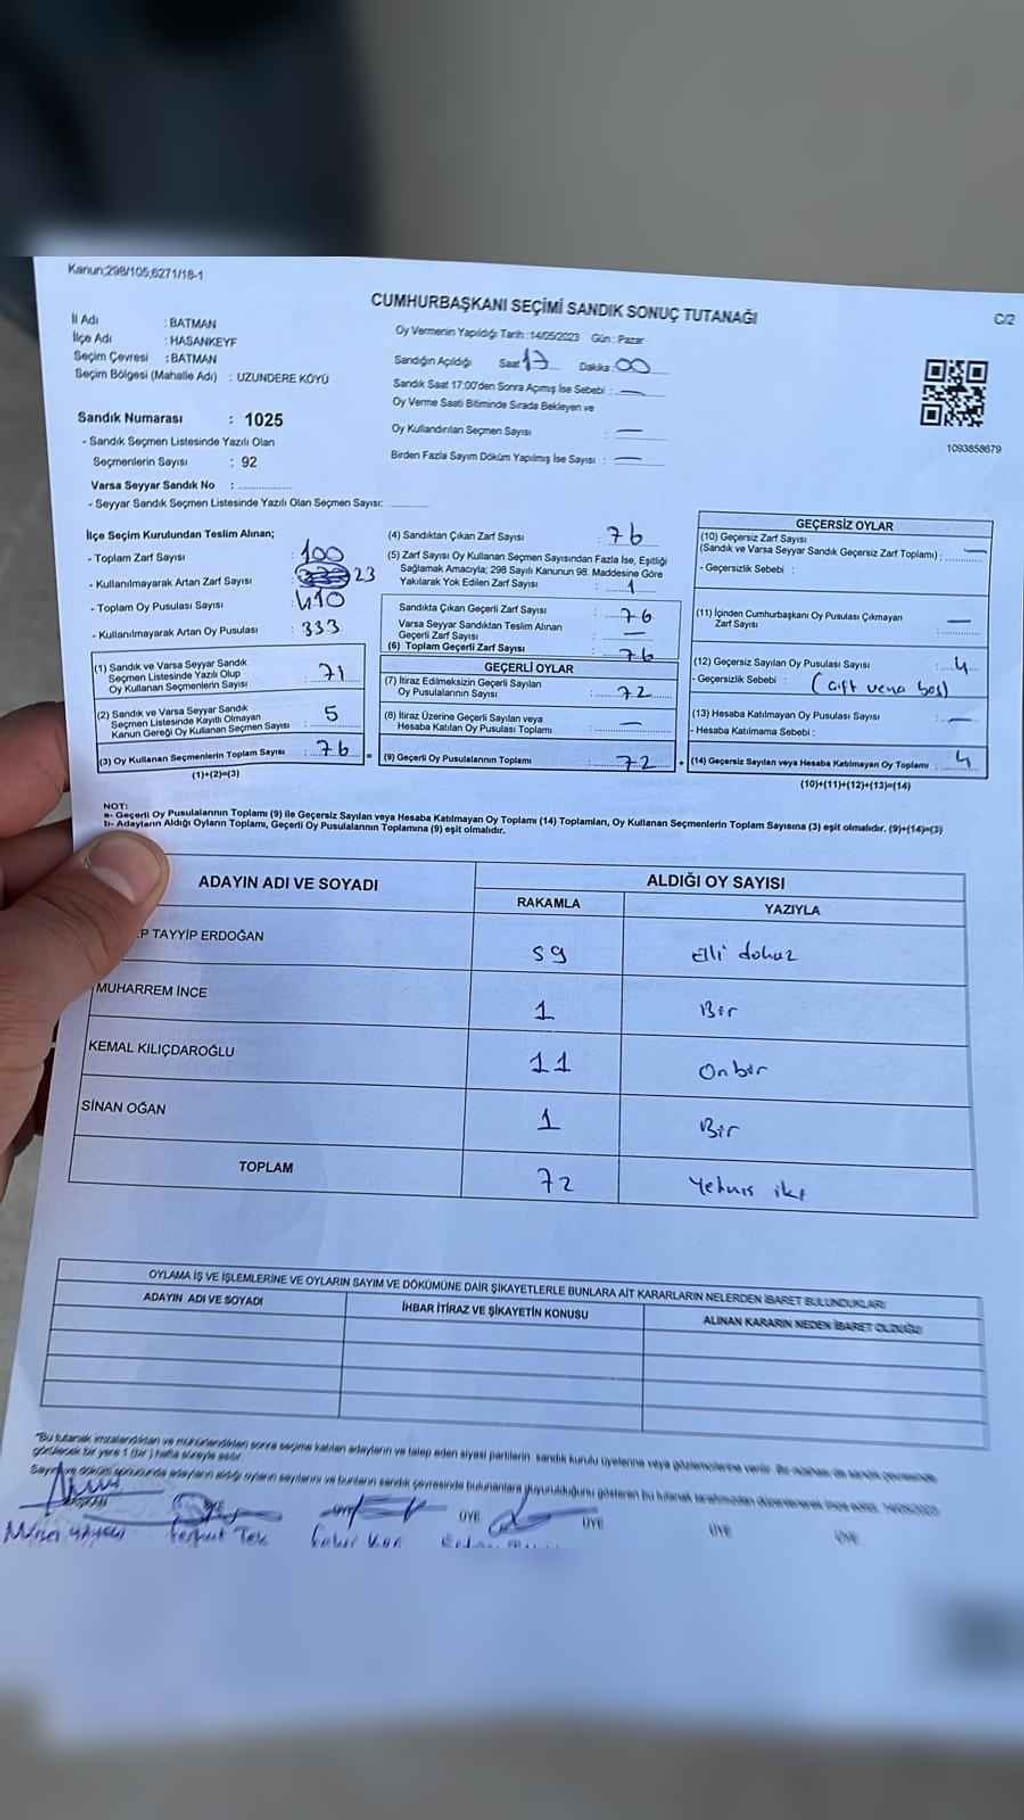 Kanun;298/105;6271/18-1
CUMHURBAŞKANI SEÇİMİ SANDIK SONUÇ TUTANAĞI
C/2
İl Adı : BATMAN
İlçe Adı : HASANKEYF
Seçim Çevresi : BATMAN
Seçim Bölgesi (Mahalle Adı) : UZUNDERE KÖYÜ
Oy Vermenin Yapıldığı Tarih :14/05/2023 Gün : Pazar
Sandığın Açıldığı Saat 17 Dakika 00
Sandık Saat 17:00'den Sonra Açımış İse Sebebi : —
Oy Verme Saati Bitiminde Sırada Bekleyen ve
Oy Kullandırılan Seçmen Sayısı : —
Birden Fazla Sayım Döküm Yapılmış İse Sayısı : —
1093858679
Sandık Numarası : 1025
- Sandık Seçmen Listesinde Yazılı Olan
Seçmenlerin Sayısı : 92
Varsa Seyyar Sandık No :
- Seyyar Sandık Seçmen Listesinde Yazılı Olan Seçmen Sayısı:
İlçe Seçim Kurulundan Teslim Alınan;
- Toplam Zarf Sayısı : 100
- Kullanılmayarak Artan Zarf Sayısı : 23
- Toplam Oy Pusulası Sayısı : 410
- Kullanılmayarak Artan Oy Pusulası : 333
(1) Sandık ve Varsa Seyyar Sandık
Seçmen Listesinde Yazılı Olup
Oy Kullanan Seçmenlerin Sayısı : 71
(2) Sandık ve Varsa Seyyar Sandık
Seçmen Listesinde Kayıtlı Olmayan
Kanun Gereği Oy Kullanan Seçmen Sayısı : 5
(3) Oy Kullanan Seçmenlerin Toplam Sayısı : 76
(1)+(2)=(3)
(4) Sandıktan Çıkan Zarf Sayısı : 76
(5) Zarf Sayısı Oy Kullanan Seçmen Sayısından Fazla İse, Eşitliği
Sağlamak Amacıyla; 298 Sayılı Kanunun 98. Maddesine Göre
Yakılarak Yok Edilen Zarf Sayısı : 1
Sandıkta Çıkan Geçerli Zarf Sayısı : 76
Varsa Seyyar Sandıktan Teslim Alınan
Geçerli Zarf Sayısı : —
(6) Toplam Geçerli Zarf Sayısı : 76
GEÇERLİ OYLAR
(7) İtiraz Edilmeksizin Geçerli Sayılan
Oy Pusulalarının Sayısı : 72
(8) İtiraz Üzerine Geçerli Sayılan veya
Hesaba Katılan Oy Pusulası Toplamı : —
(9) Geçerli Oy Pusulalarının Toplamı : 72
GEÇERSİZ OYLAR
(10) Geçersiz Zarf Sayısı
(Sandık ve Varsa Seyyar Sandık Geçersiz Zarf Toplamı) : —
- Geçersizlik Sebebi :
(11) İçinden Cumhurbaşkanı Oy Pusulası Çıkmayan
Zarf Sayısı : —
(12) Geçersiz Sayılan Oy Pusulası Sayısı : 4
- Geçersizlik Sebebi : (Çift veya boş)
(13) Hesaba Katılmayan Oy Pusulası Sayısı : —
- Hesaba Katılmama Sebebi :
(14) Geçersiz Sayılan veya Hesaba Katılmayan Oy Toplamı : 4
(10)+(11)+(12)+(13)=(14)
NOT:
a- Geçerli Oy Pusulalarının Toplamı (9) ile Geçersiz Sayılan veya Hesaba Katılmayan Oy Toplamı (14) Toplamları, Oy Kullanan Seçmenlerin Toplam Sayısına (3) eşit olmalıdır. (9)+(14)=(3)
b- Adayların Aldığı Oyların Toplamı, Geçerli Oy Pusulalarının Toplamına (9) eşit olmalıdır.
ADAYIN ADI VE SOYADI
ALDIĞI OY SAYISI
RAKAMLA YAZIYLA
P TAYYİP ERDOĞAN 59 Elli dokuz
MUHARREM İNCE 1 Bir
KEMAL KILIÇDAROĞLU 11 Onbir
SİNAN OĞAN 1 Bir
TOPLAM 72 Yetmiş iki
OYLAMA İŞ VE İŞLEMLERİNE VE OYLARIN SAYIM VE DÖKÜMÜNE DAİR ŞİKAYETLERLE BUNLARA AİT KARARLARIN NELERDEN İBARET BULUNDUKLARI
ADAYIN ADI VE SOYADI İHBAR İTİRAZ VE ŞİKAYETİN KONUSU ALINAN KARARIN NEDEN İBARET OLDUĞU
"Bu tutanak imzalandıktan ve mühürlendikten sonra seçime katılan adayların ve talep eden siyasi partilerin sandık kurulu üyelerine veya gözlemcilerine verilir.
görülecek bir yere 1 (bir) hafta süreyle asılır.
Sayım ve döküm sonucunda adayların aldığı oyların sayılarını ve bunların sandık çevresinde bulunanlara duyurulduğunu gösteren bu tutanak
ÜYE ÜYE ÜYE ÜYE